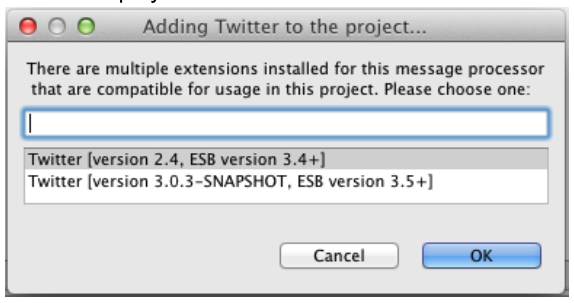 Adding Twitter to the project...
There are multiple extensions installed for this message processor
that are compatible for usage in this project. Please choose one:
Twitter [version 2.4, ESB version 3.4+]
Twitter [version 3.0.3-SNAPSHOT, ESB version 3.5+]
Cancel OK